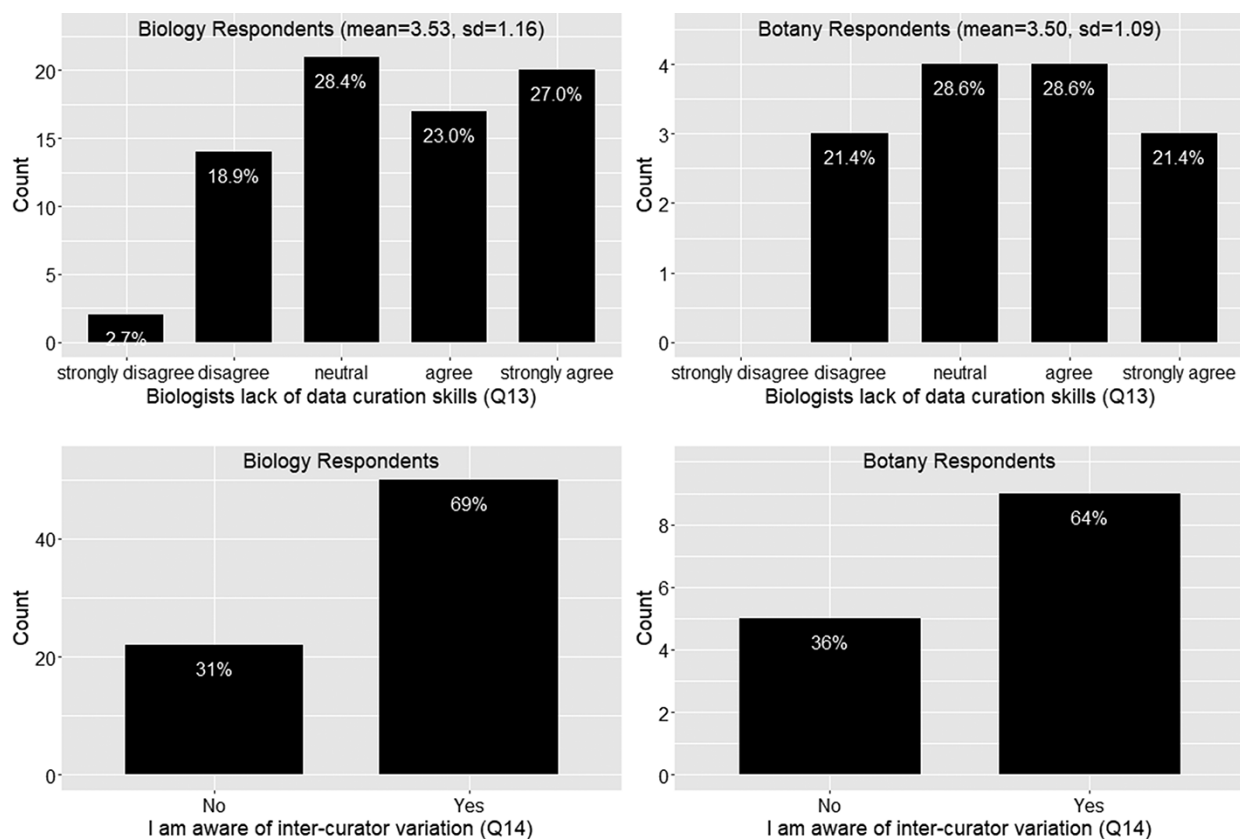 Biology Respondents (mean=3.53, sd=1.16)
Count
20
15
10
5
0
2.7%
18.9%
28.4%
23.0%
27.0%
strongly disagree disagree neutral agree strongly agree
Biologists lack of data curation skills (Q13)
Botany Respondents (mean=3.50, sd=1.09)
Count
4
3
2
1
0
21.4%
28.6%
28.6%
21.4%
strongly disagree disagree neutral agree strongly agree
Biologists lack of data curation skills (Q13)
Biology Respondents
Count
40
20
0
31%
69%
No Yes
I am aware of inter-curator variation (Q14)
Botany Respondents
Count
8
6
4
2
0
36%
64%
No Yes
I am aware of inter-curator variation (Q14)